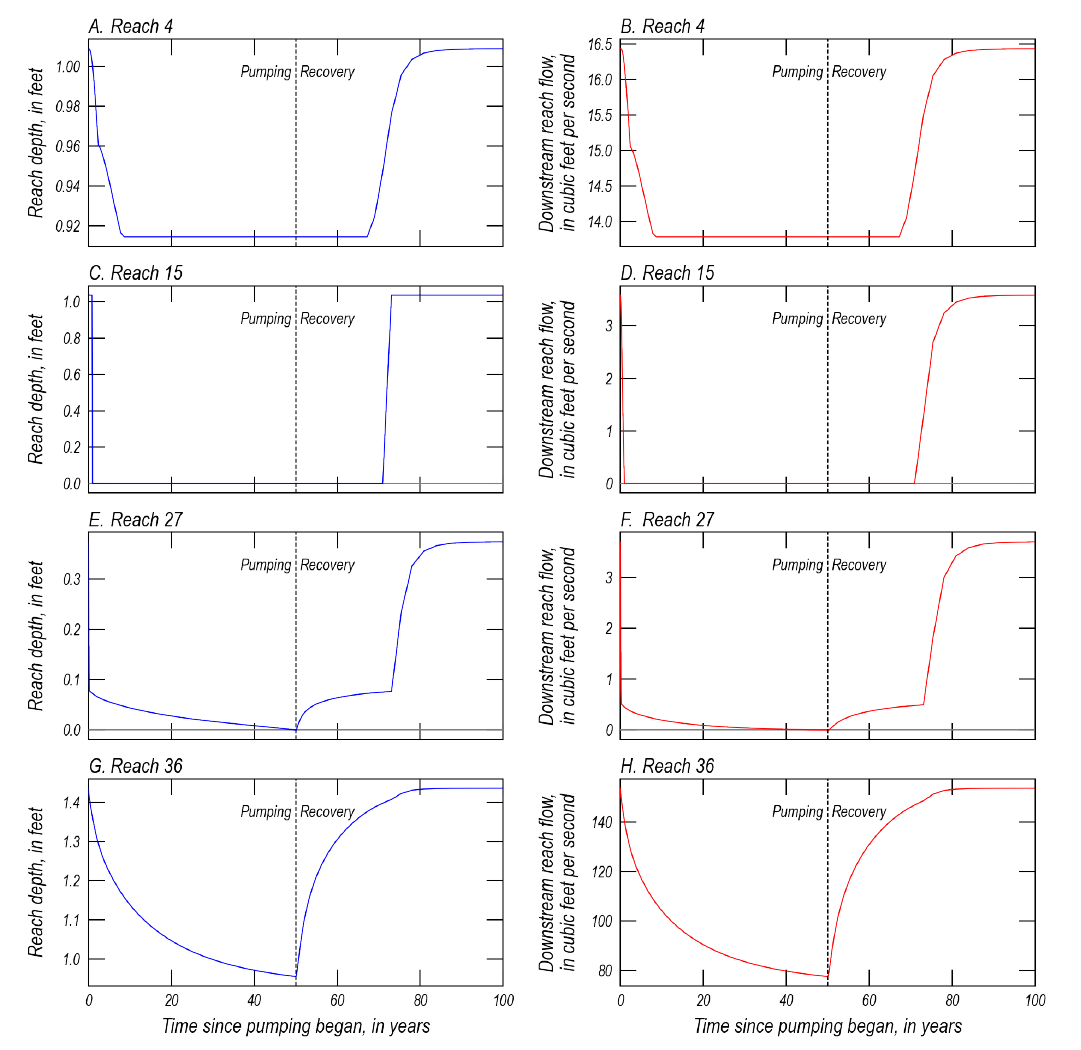 A. Reach 4
Reach depth, in feet
1.00
0.98
0.96
0.94
0.92
Pumping
Recovery
B. Reach 4
Downstream reach flow,
in cubic feet per second
16.5
16.0
15.5
15.0
14.5
14.0
Pumping
Recovery
C. Reach 15
Reach depth, in feet
1.0
0.8
0.6
0.4
0.2
0.0
Pumping
Recovery
D. Reach 15
Downstream reach flow,
in cubic feet per second
3
2
1
0
Pumping
Recovery
E. Reach 27
Reach depth, in feet
0.3
0.2
0.1
0.0
Pumping
Recovery
F. Reach 27
Downstream reach flow,
in cubic feet per second
3
2
1
0
Pumping
Recovery
G. Reach 36
Reach depth, in feet
1.4
1.3
1.2
1.1
1.0
Pumping
Recovery
0 20 40 60 80 100
Time since pumping began, in years
H. Reach 36
Downstream reach flow,
in cubic feet per second
140
120
100
80
Pumping
Recovery
0 20 40 60 80 100
Time since pumping began, in years